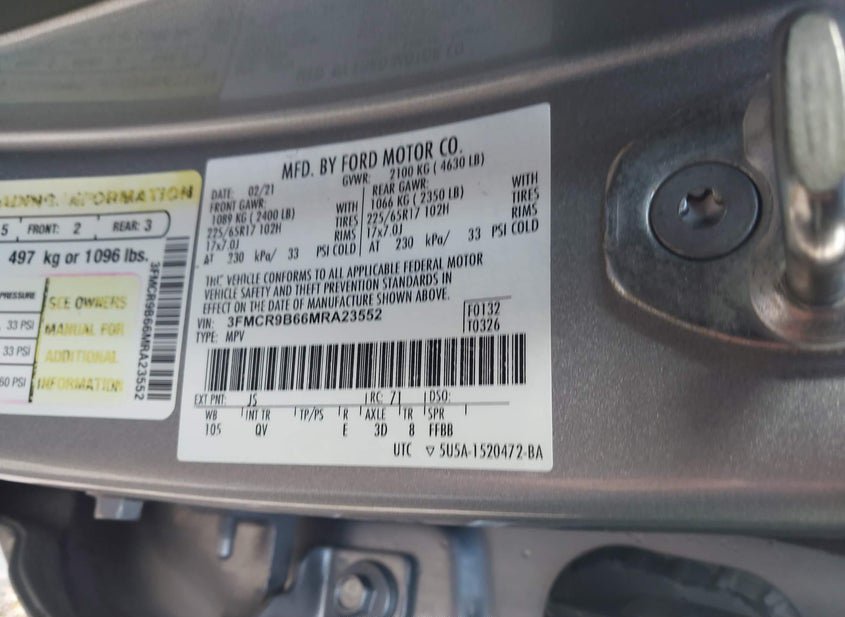 ADING INFORMATION
5 FRONT: 2 REAR: 3
497 kg or 1096 lbs.
PRESSURE
33 PSI
33 PSI
60 PSI
SEE OWNERS
MANUAL FOR
ADDITIONAL
INFORMATION
3FMCR9B66MRA23552
MFD. BY FORD MOTOR CO.
DATE: 02/21 GVWR: 2100 KG ( 4630 LB)
FRONT GAWR: REAR GAWR:
1089 KG ( 2400 LB) WITH 1066 KG ( 2350 LB) WITH
225/65R17 102H TIRES 225/65R17 102H TIRES
17x7.0J RIMS 17x7.0J RIMS
AT 230 kPa/ 33 PSI COLD AT 230 kPa/ 33 PSI COLD
THIS VEHICLE CONFORMS TO ALL APPLICABLE FEDERAL MOTOR
VEHICLE SAFETY AND THEFT PREVENTION STANDARDS IN
EFFECT ON THE DATE OF MANUFACTURE SHOWN ABOVE.
VIN: 3FMCR9B66MRA23552
TYPE: MPV
F0132
T0326
EXT PNT: JS RC: 71 DSO:
WB INT TR TP/PS R AXLE TR SPR
105 QV E 3D 8 FFBB
UTC ▽ 5U5A-1520472-BA